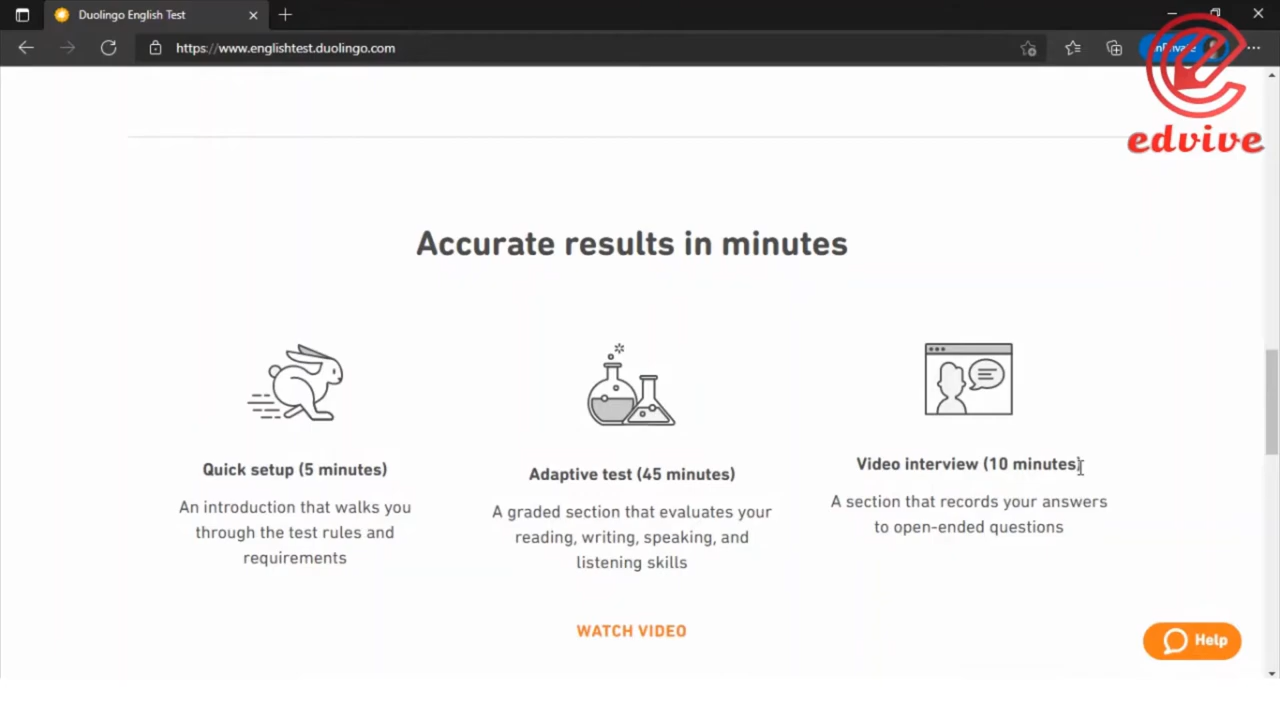 Duolingo English Test
https://www.englishtest.duolingo.com
edvive
Accurate results in minutes
Quick setup (5 minutes)
An introduction that walks you
through the test rules and
requirements
Adaptive test (45 minutes)
A graded section that evaluates your
reading, writing, speaking, and
listening skills
Video interview (10 minutes)
A section that records your answers
to open-ended questions
WATCH VIDEO
Help